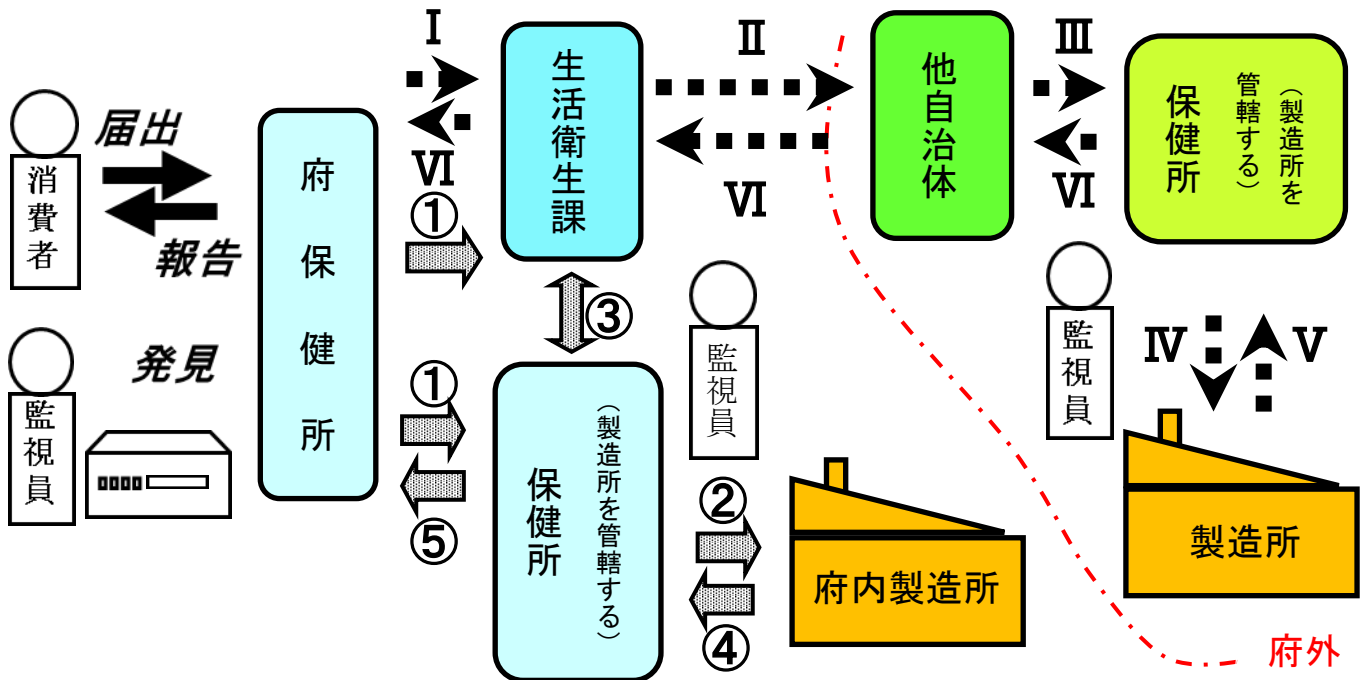 届出
報告
消費者
発見
監視員
府保健所
Ⅰ
Ⅵ
①
生活衛生課
Ⅱ
Ⅵ
他自治体
Ⅲ
Ⅵ
(製造所を
管轄する)
保健所
③
①
⑤
(製造所を管轄する)
保健所
監視員
②
④
府内製造所
監視員
Ⅳ
Ⅴ
製造所
府外